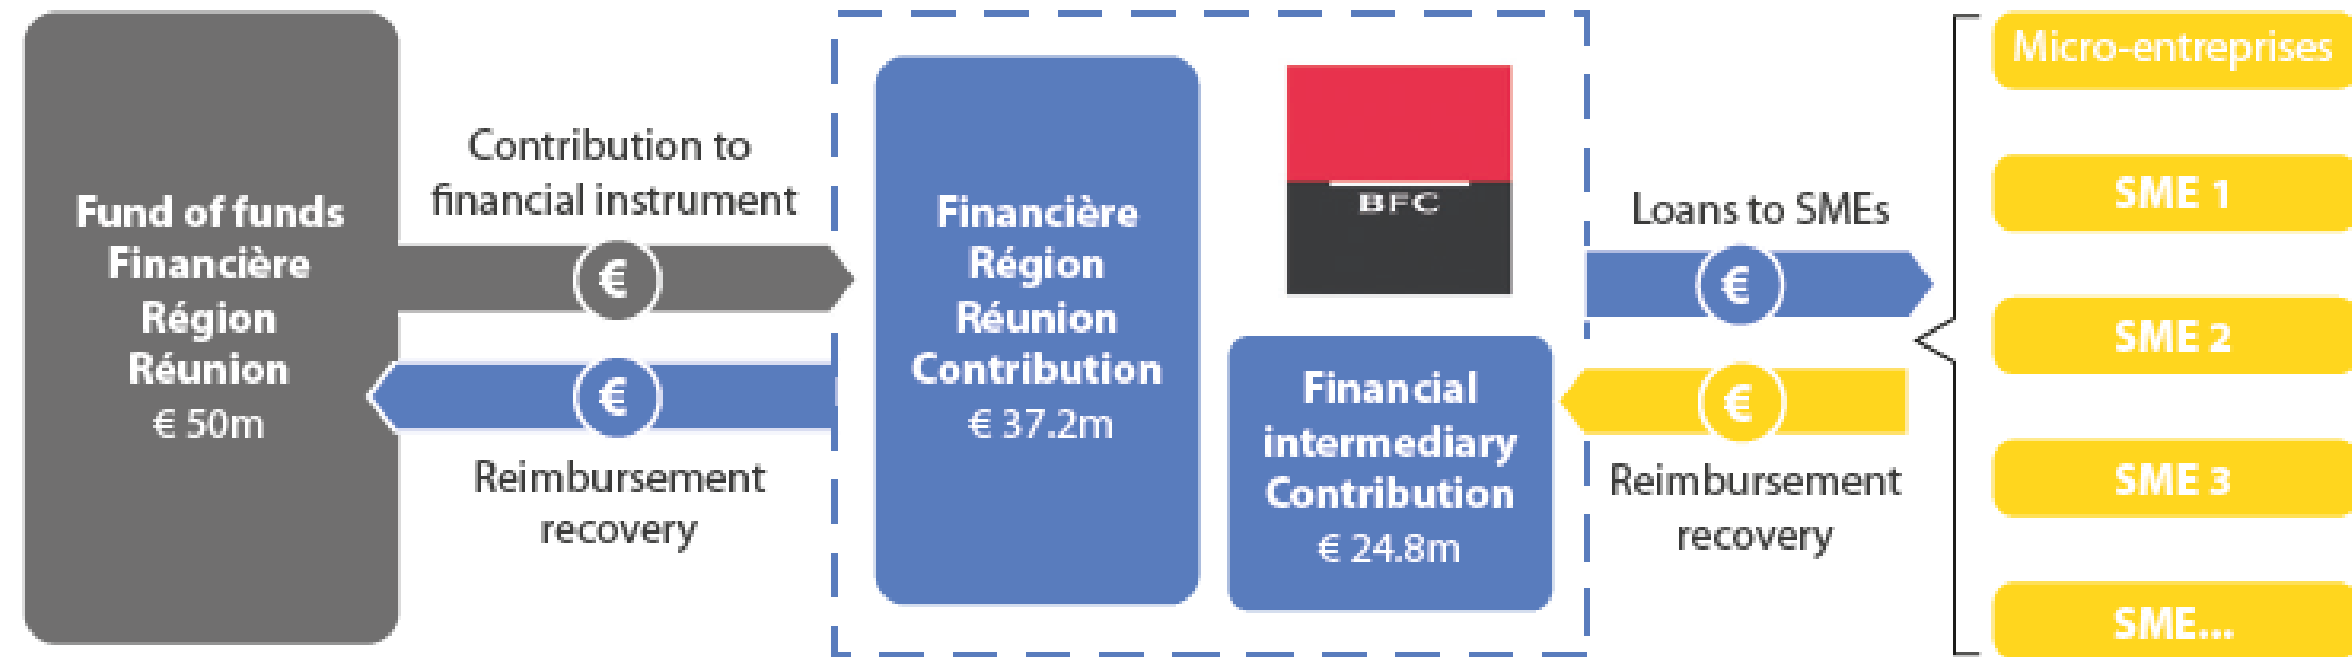 Fund of funds
Financière
Région
Réunion
€ 50m
Contribution to
financial instrument
€
€
Reimbursement
recovery
Financière
Région
Réunion
Contribution
€ 37.2m
BFC
Financial
intermediary
Contribution
€ 24.8m
Loans to SMEs
€
€
Reimbursement
recovery
Micro-entreprises
SME 1
SME 2
SME 3
SME...